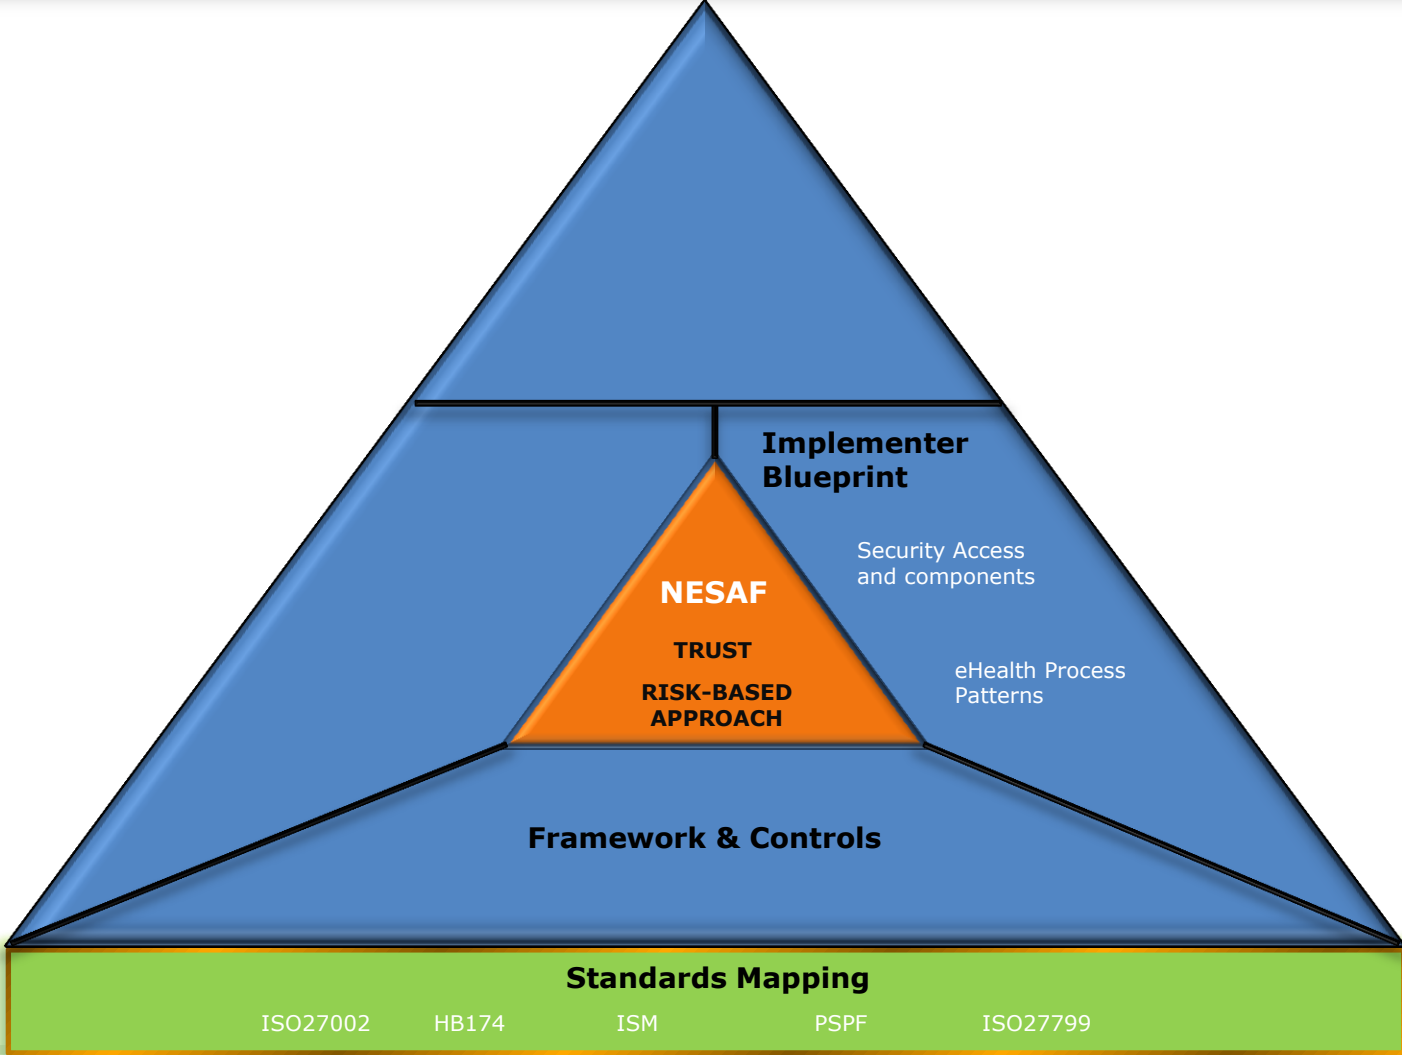 Implementer
Blueprint
Security Access
and components
NESAF
TRUST
eHealth Process
Patterns
RISK-BASED
APPROACH
Framework & Controls
Standards Mapping
ISO27002 HB174 ISM PSPF ISO27799